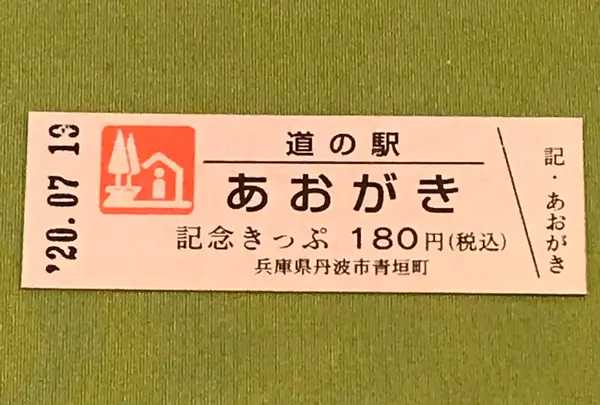 '20.07 13
道の駅
あおがき
記念きっぷ 180円(税込)
兵庫県丹波市青垣町
記・あおがき